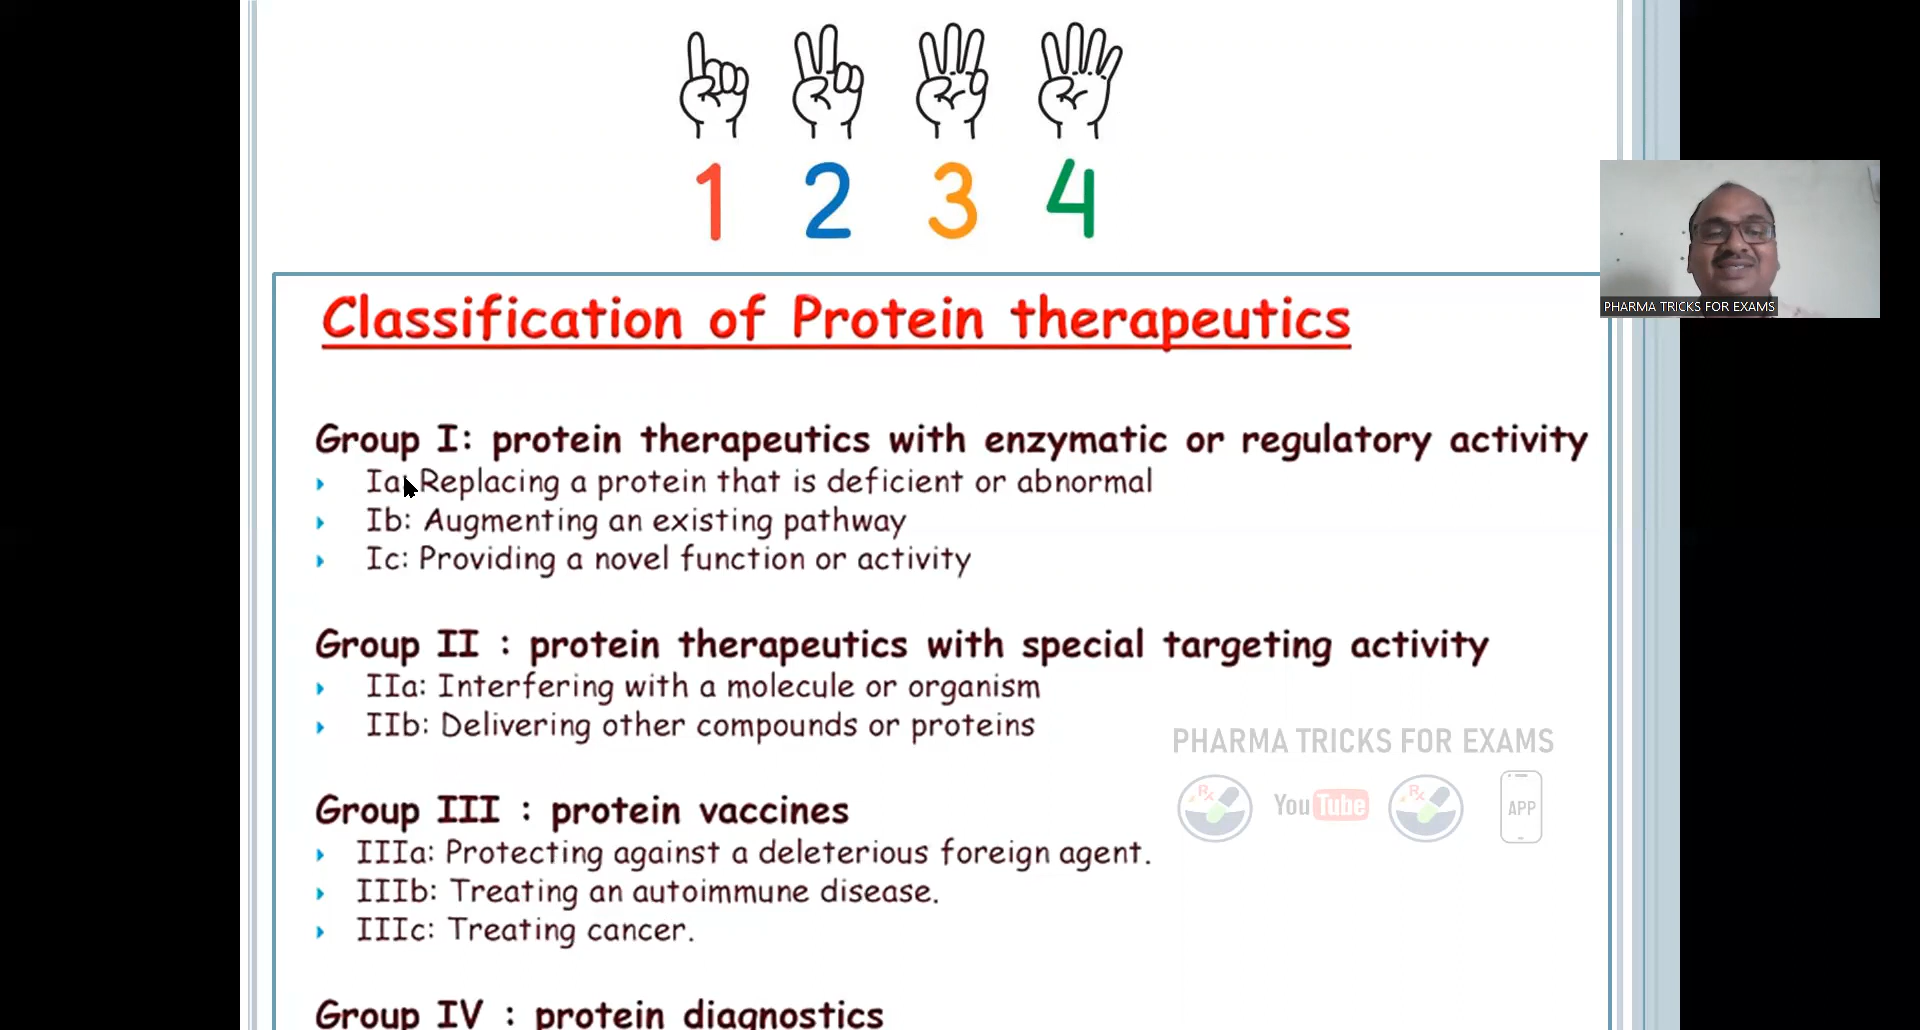 1 2 3 4
PHARMA TRICKS FOR EXAMS
Classification of Protein therapeutics
Group I: protein therapeutics with enzymatic or regulatory activity
Ia: Replacing a protein that is deficient or abnormal
Ib: Augmenting an existing pathway
Ic: Providing a novel function or activity
Group II : protein therapeutics with special targeting activity
IIa: Interfering with a molecule or organism
IIb: Delivering other compounds or proteins
PHARMA TRICKS FOR EXAMS
Rx YouTube Rx APP
Group III : protein vaccines
IIIa: Protecting against a deleterious foreign agent.
IIIb: Treating an autoimmune disease.
IIIc: Treating cancer.
Group IV : protein diagnostics